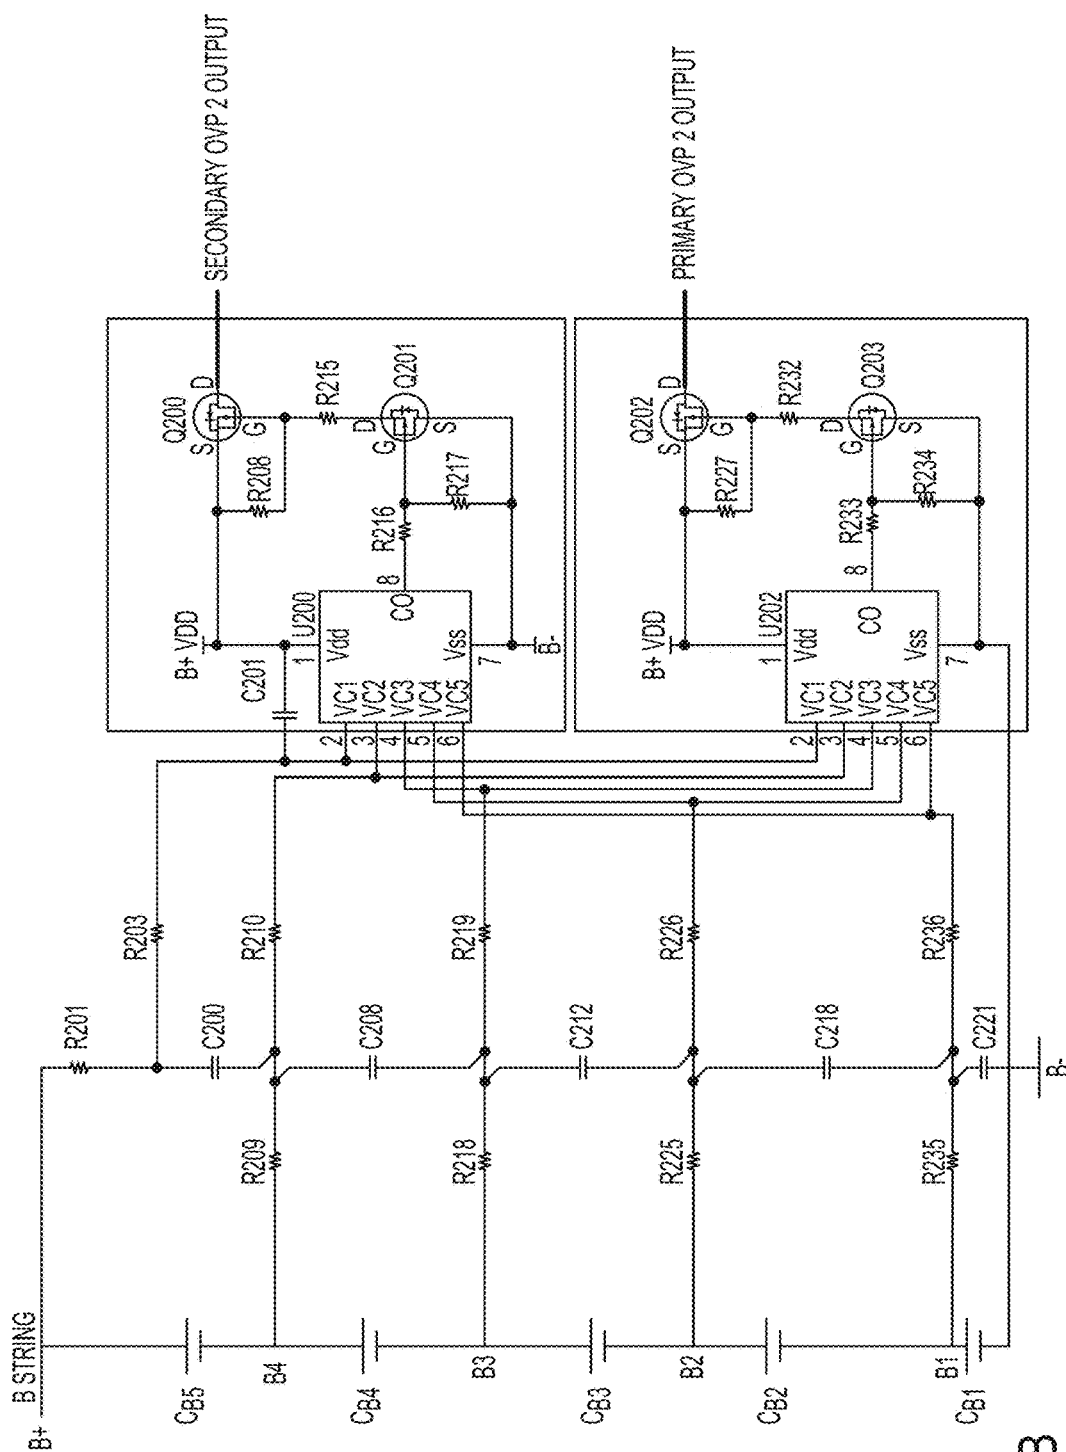 B+
B STRING
CB5
B4
CB4
B3
CB3
B2
CB2
B1
CB1
R201
R203
C200
R209
R210
C208
R218
R219
C212
R225
R226
C218
R235
R236
C221
B-
SECONDARY OVP 2 OUTPUT
B+ VDD
C201
1
U200
Vdd
VC1
VC2
VC3
VC4
VC5
2
3
4
5
6
CO
8
Vss
7
B-
R208
Q200
S
D
G
R215
Q201
D
G
S
R216
R217
PRIMARY OVP 2 OUTPUT
B+ VDD
1
U202
Vdd
VC1
VC2
VC3
VC4
VC5
2
3
4
5
6
CO
8
Vss
7
R227
Q202
S
D
G
R232
Q203
D
G
S
R233
R234